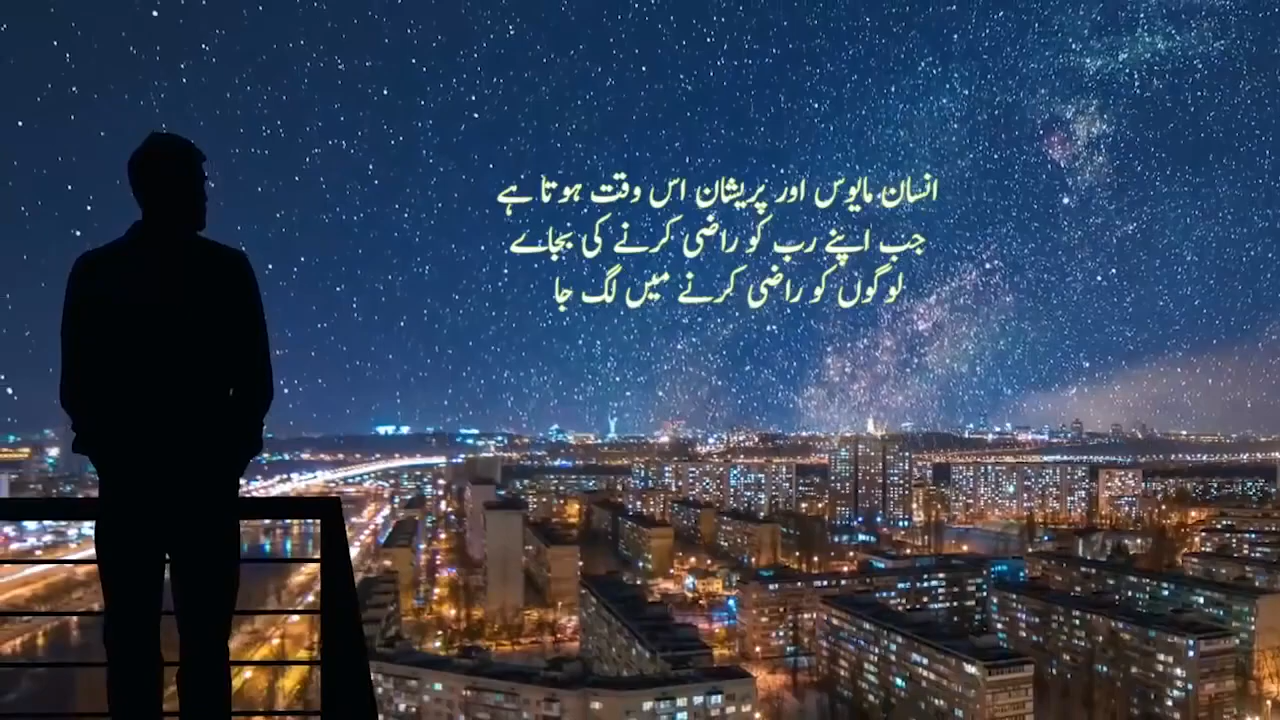 انسان مایوس اور پریشان اس وقت ہوتا ہے
جب اپنے رب کو راضی کرنے کی بجاے
لوگوں کو راضی کرنے میں لگ جا